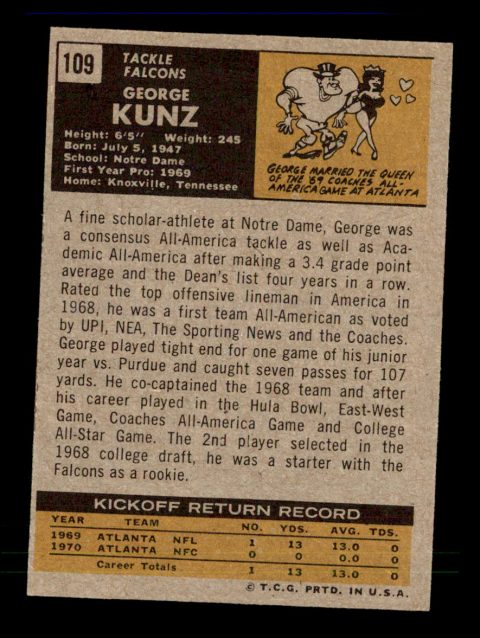 109
TACKLE
FALCONS
GEORGE
KUNZ
Height: 6'5" Weight: 245
Born: July 5, 1947
School: Notre Dame
First Year Pro: 1969
Home: Knoxville, Tennessee
GEORGE MARRIED THE QUEEN
OF THE '69 COACHES ALL-
AMERICA GAME AT ATLANTA
A fine scholar-athlete at Notre Dame, George was
a consensus All-America tackle as well as Aca-
demic All-America after making a 3.4 grade point
average and the Dean's list four years in a row.
Rated the top offensive lineman in America in
1968, he was a first team All-American as voted
by UPI, NEA, The Sporting News and the Coaches.
George played tight end for one game of his junior
year vs. Purdue and caught seven passes for 107
yards. He co-captained the 1968 team and after
his career played in the Hula Bowl, East-West
Game, Coaches All-America Game and College
All-Star Game. The 2nd player selected in the
1968 college draft, he was a starter with the
Falcons as a rookie.
KICKOFF RETURN RECORD
YEAR TEAM NO. YDS. AVG. TDS.
1969 ATLANTA NFL 1 13 13.0 0
1970 ATLANTA NFC 0 0 0.0 0
Career Totals 1 13 13.0 0
© T.C.G. PRTD. IN U.S.A.